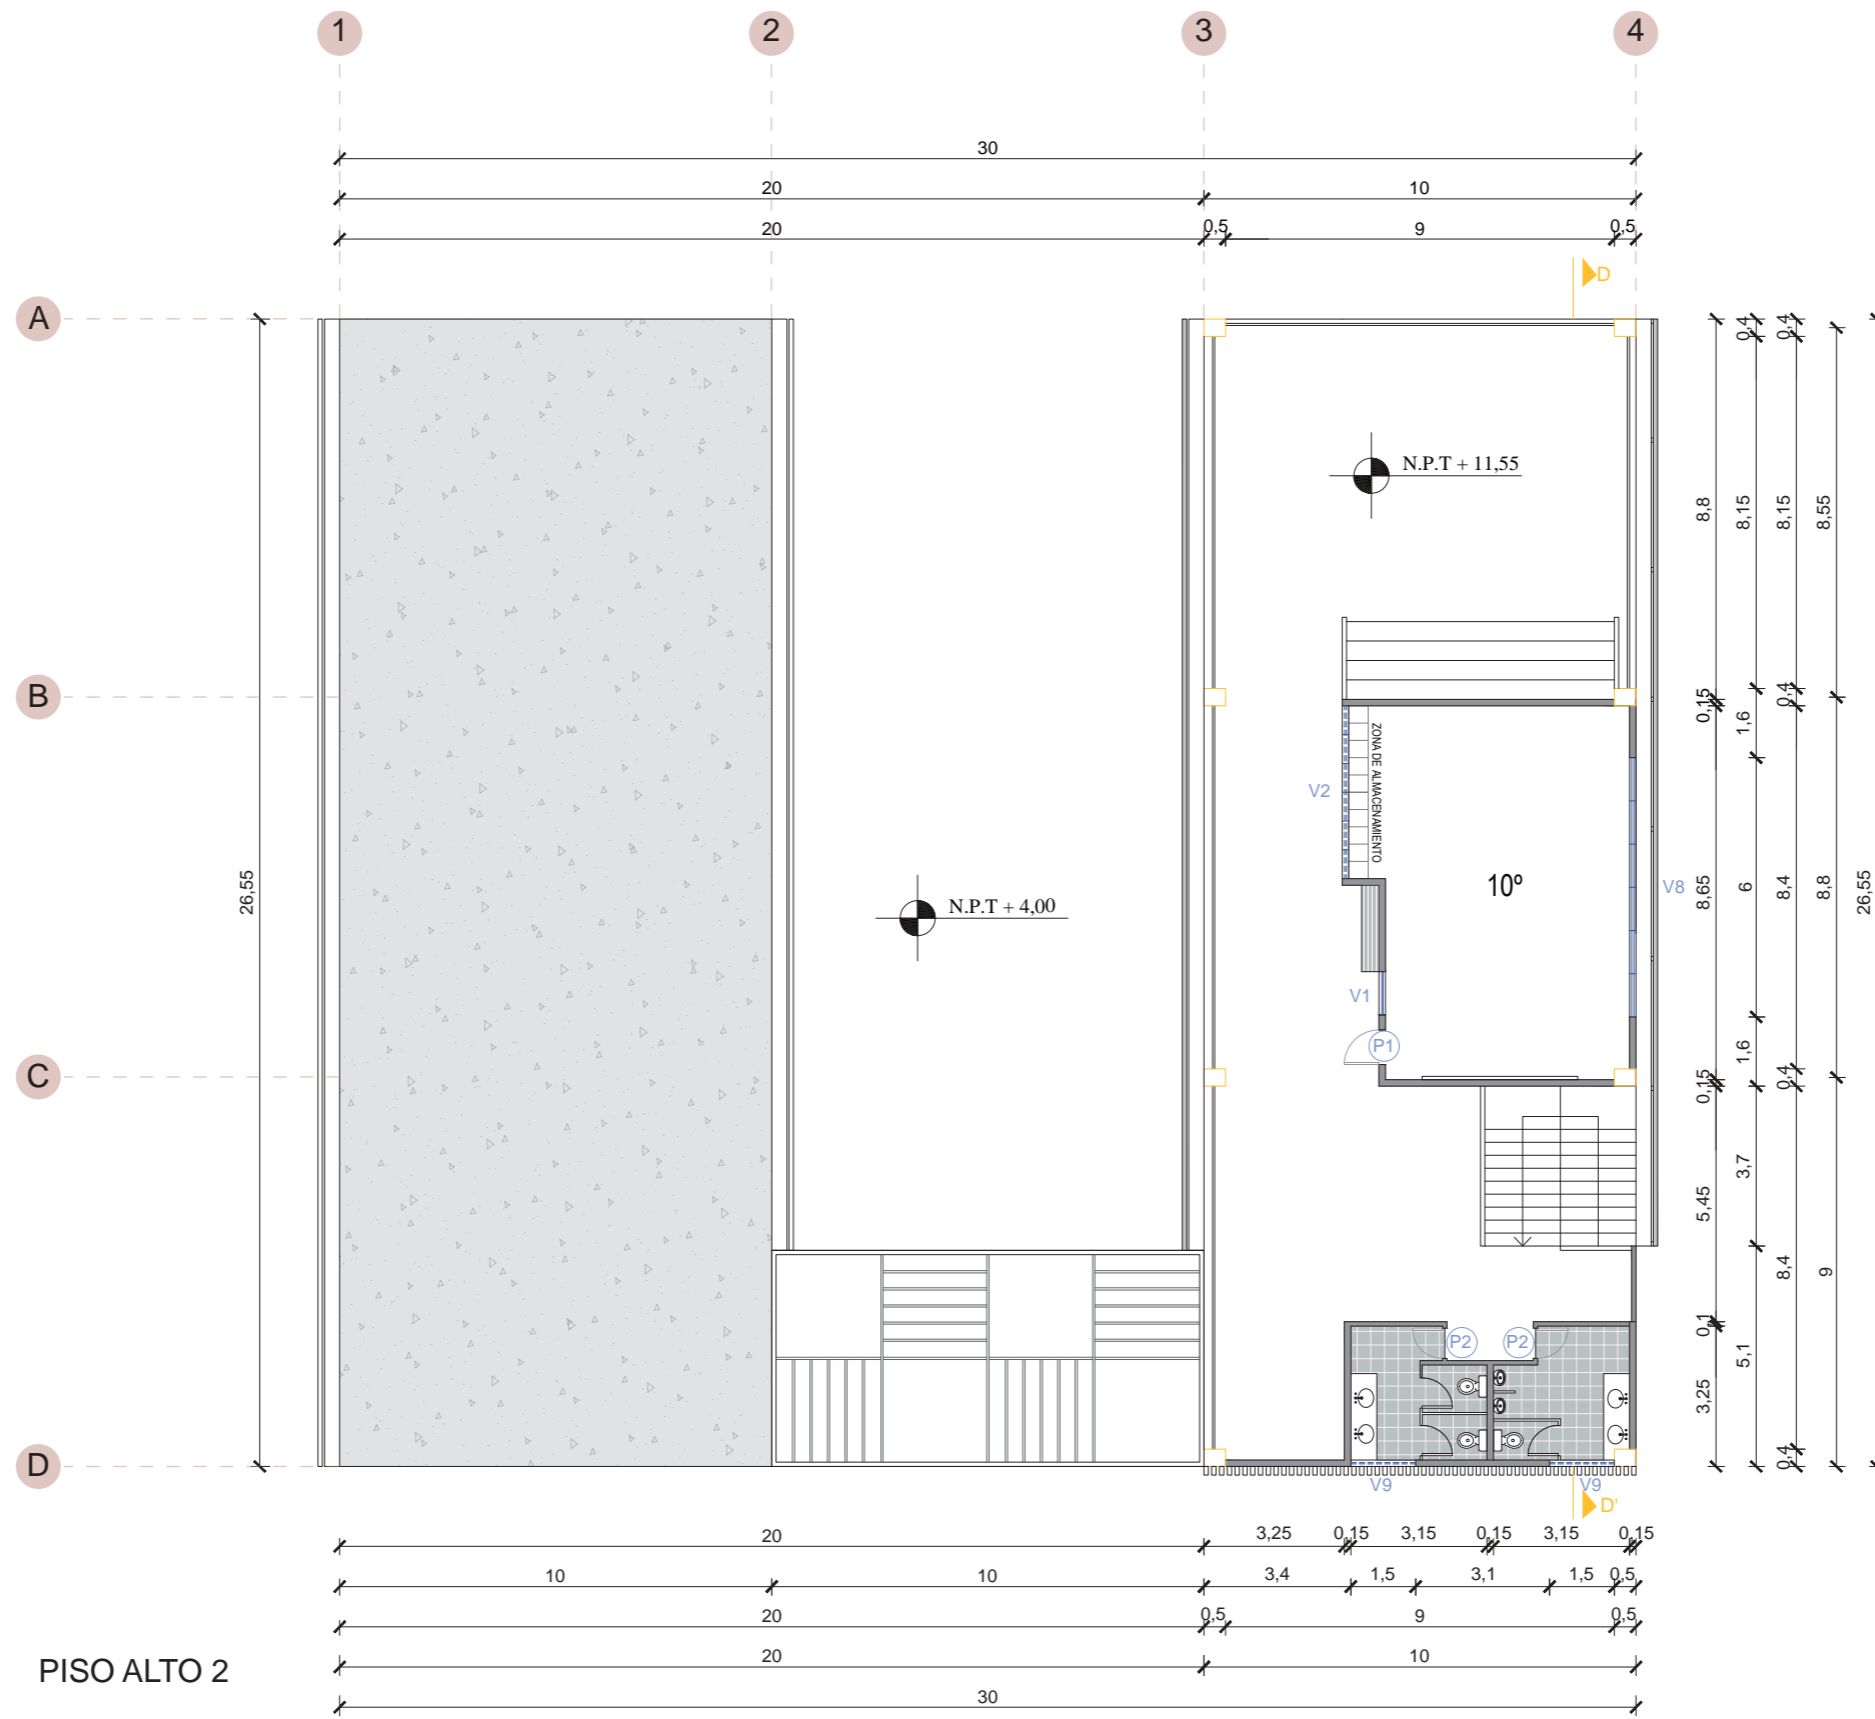 1 2 3 4
30
20 10
20 0,5 9 0,5
D
A
0,4 0,4
N.P.T + 11,55
8,8 8,15 8,15 8,55
B
0,15 1,6 0,4
ZONA DE ALMACENAMIENTO
V2
10º
V8
26,55
8,65 6 8,4 8,8 26,55
N.P.T + 4,00
V1
P1
C
0,15 1,6 0,4
5,45 3,7 8,4 9
P2 P2
0,1 5,1
3,25
D
0,4
V9 V9
D'
20 3,25 0,15 3,15 0,15 3,15 0,15
10 10 3,4 1,5 3,1 1,5 0,5
20 0,5 9 0,5
20 10
30
PISO ALTO 2